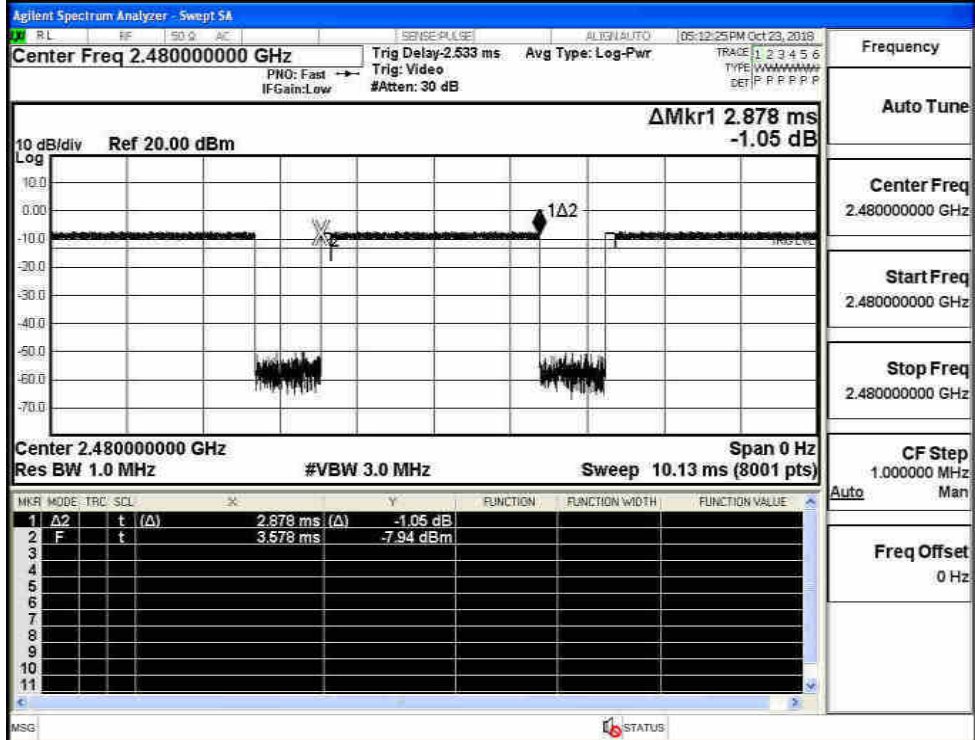 Agilent Spectrum Analyzer - Swept SA
RL RF 50 Ω AC SENSE:PULSE ALIGN AUTO 05:12:25 PM Oct 23, 2018
Center Freq 2.480000000 GHz
PNO: Fast
IFGain:Low
Trig Delay-2.533 ms
Trig: Video
#Atten: 30 dB
Avg Type: Log-Pwr
TRACE 1 2 3 4 5 6
TYPE WWWWWW
DET P P P P P P
ΔMkr1 2.878 ms
-1.05 dB
10 dB/div Ref 20.00 dBm
Log
10.0
0.00
-10.0
-20.0
-30.0
-40.0
-50.0
-60.0
-70.0
1Δ2
2
TRIG LVL
Center 2.480000000 GHz Span 0 Hz
Res BW 1.0 MHz #VBW 3.0 MHz Sweep 10.13 ms (8001 pts)
MKR MODE TRC SCL X Y FUNCTION FUNCTION WIDTH FUNCTION VALUE
1 Δ2 t (Δ) 2.878 ms (Δ) -1.05 dB
2 F t 3.578 ms -7.94 dBm
3
4
5
6
7
8
9
10
11
MSG STATUS
Frequency
Auto Tune
Center Freq
2.480000000 GHz
Start Freq
2.480000000 GHz
Stop Freq
2.480000000 GHz
CF Step
1.000000 MHz
Auto Man
Freq Offset
0 Hz